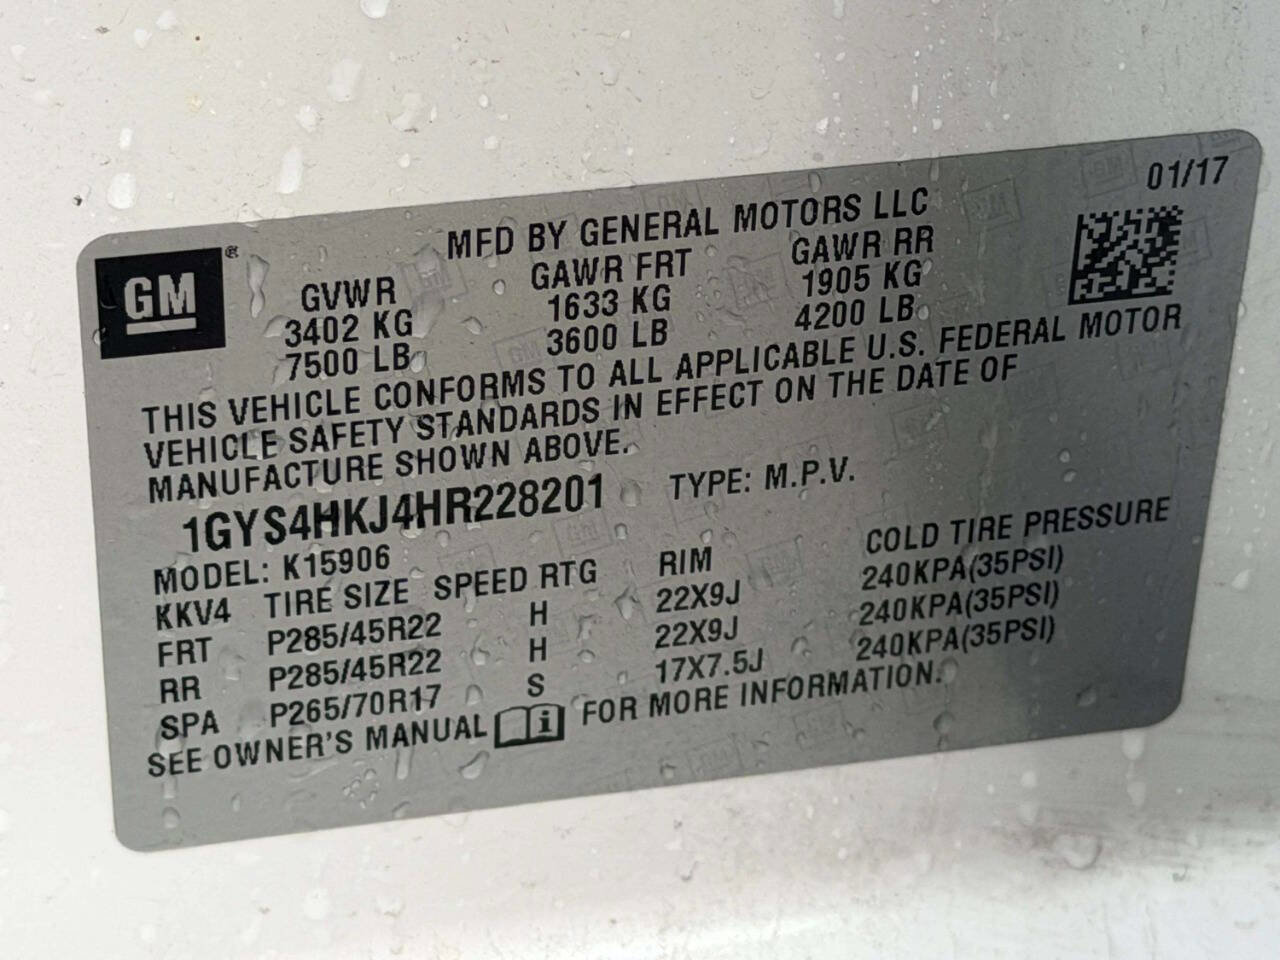 01/17
GM ®
MFD BY GENERAL MOTORS LLC
GVWR GAWR FRT GAWR RR
3402 KG 1633 KG 1905 KG
7500 LB 3600 LB 4200 LB
THIS VEHICLE CONFORMS TO ALL APPLICABLE U.S. FEDERAL MOTOR
VEHICLE SAFETY STANDARDS IN EFFECT ON THE DATE OF
MANUFACTURE SHOWN ABOVE.
1GYS4HKJ4HR228201 TYPE: M.P.V.
MODEL: K15906
KKV4 TIRE SIZE SPEED RTG RIM COLD TIRE PRESSURE
FRT P285/45R22 H 22X9J 240KPA(35PSI)
RR P285/45R22 H 22X9J 240KPA(35PSI)
SPA P265/70R17 S 17X7.5J 240KPA(35PSI)
SEE OWNER'S MANUAL i FOR MORE INFORMATION.